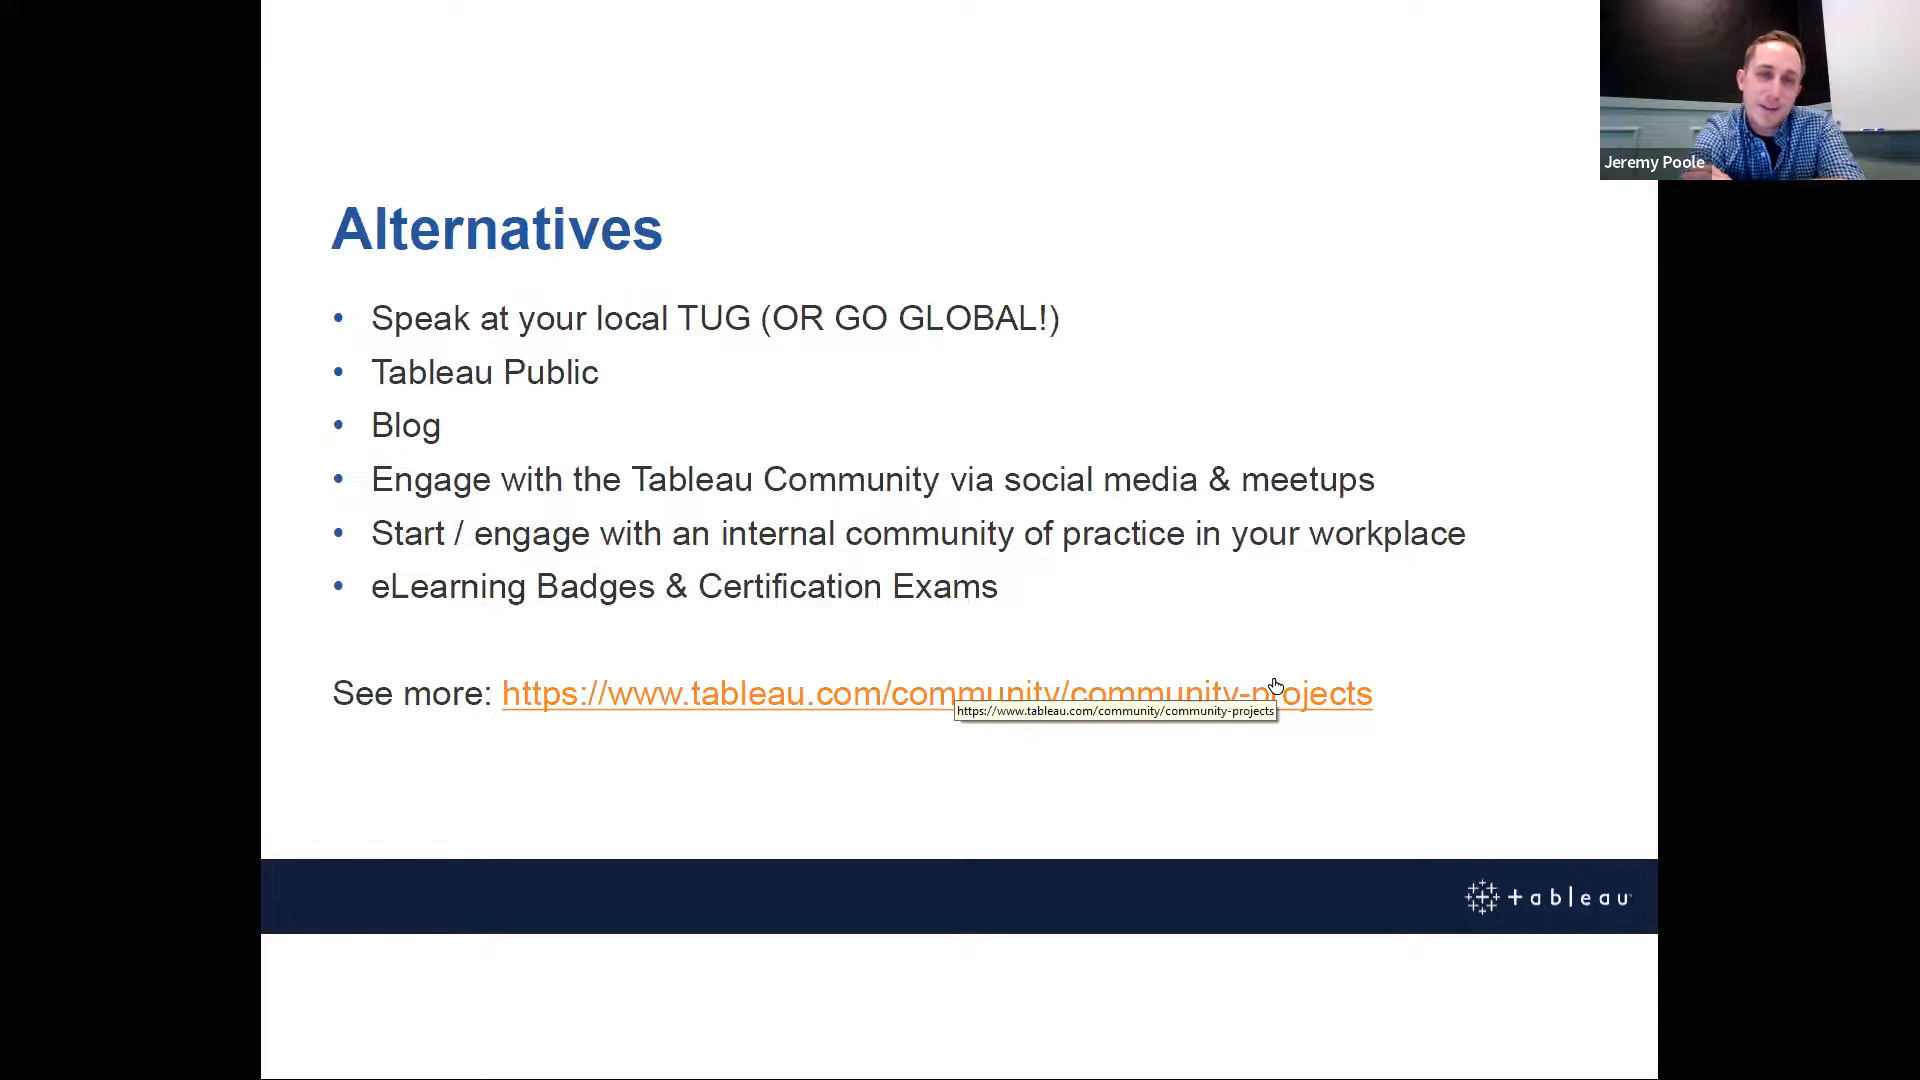 Jeremy Poole
Alternatives
• Speak at your local TUG (OR GO GLOBAL!)
• Tableau Public
• Blog
• Engage with the Tableau Community via social media & meetups
• Start / engage with an internal community of practice in your workplace
• eLearning Badges & Certification Exams
See more: https://www.tableau.com/community/community-projects
https://www.tableau.com/community/community-projects
+ableau